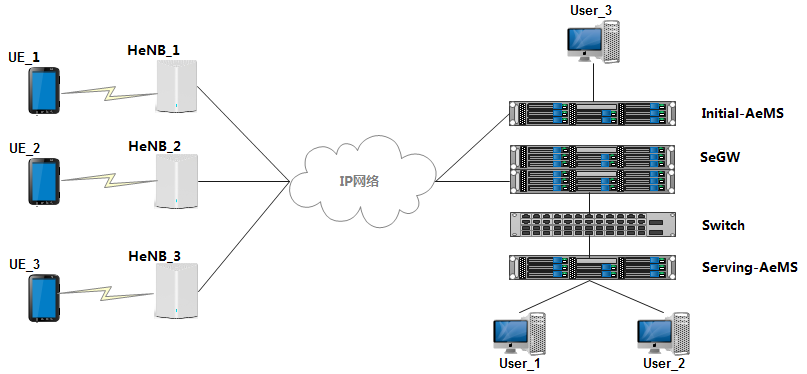 User_3
HeNB_1
UE_1
Initial-AeMS
HeNB_2
UE_2
SeGW
IP网络
Switch
HeNB_3
UE_3
Serving-AeMS
User_1
User_2